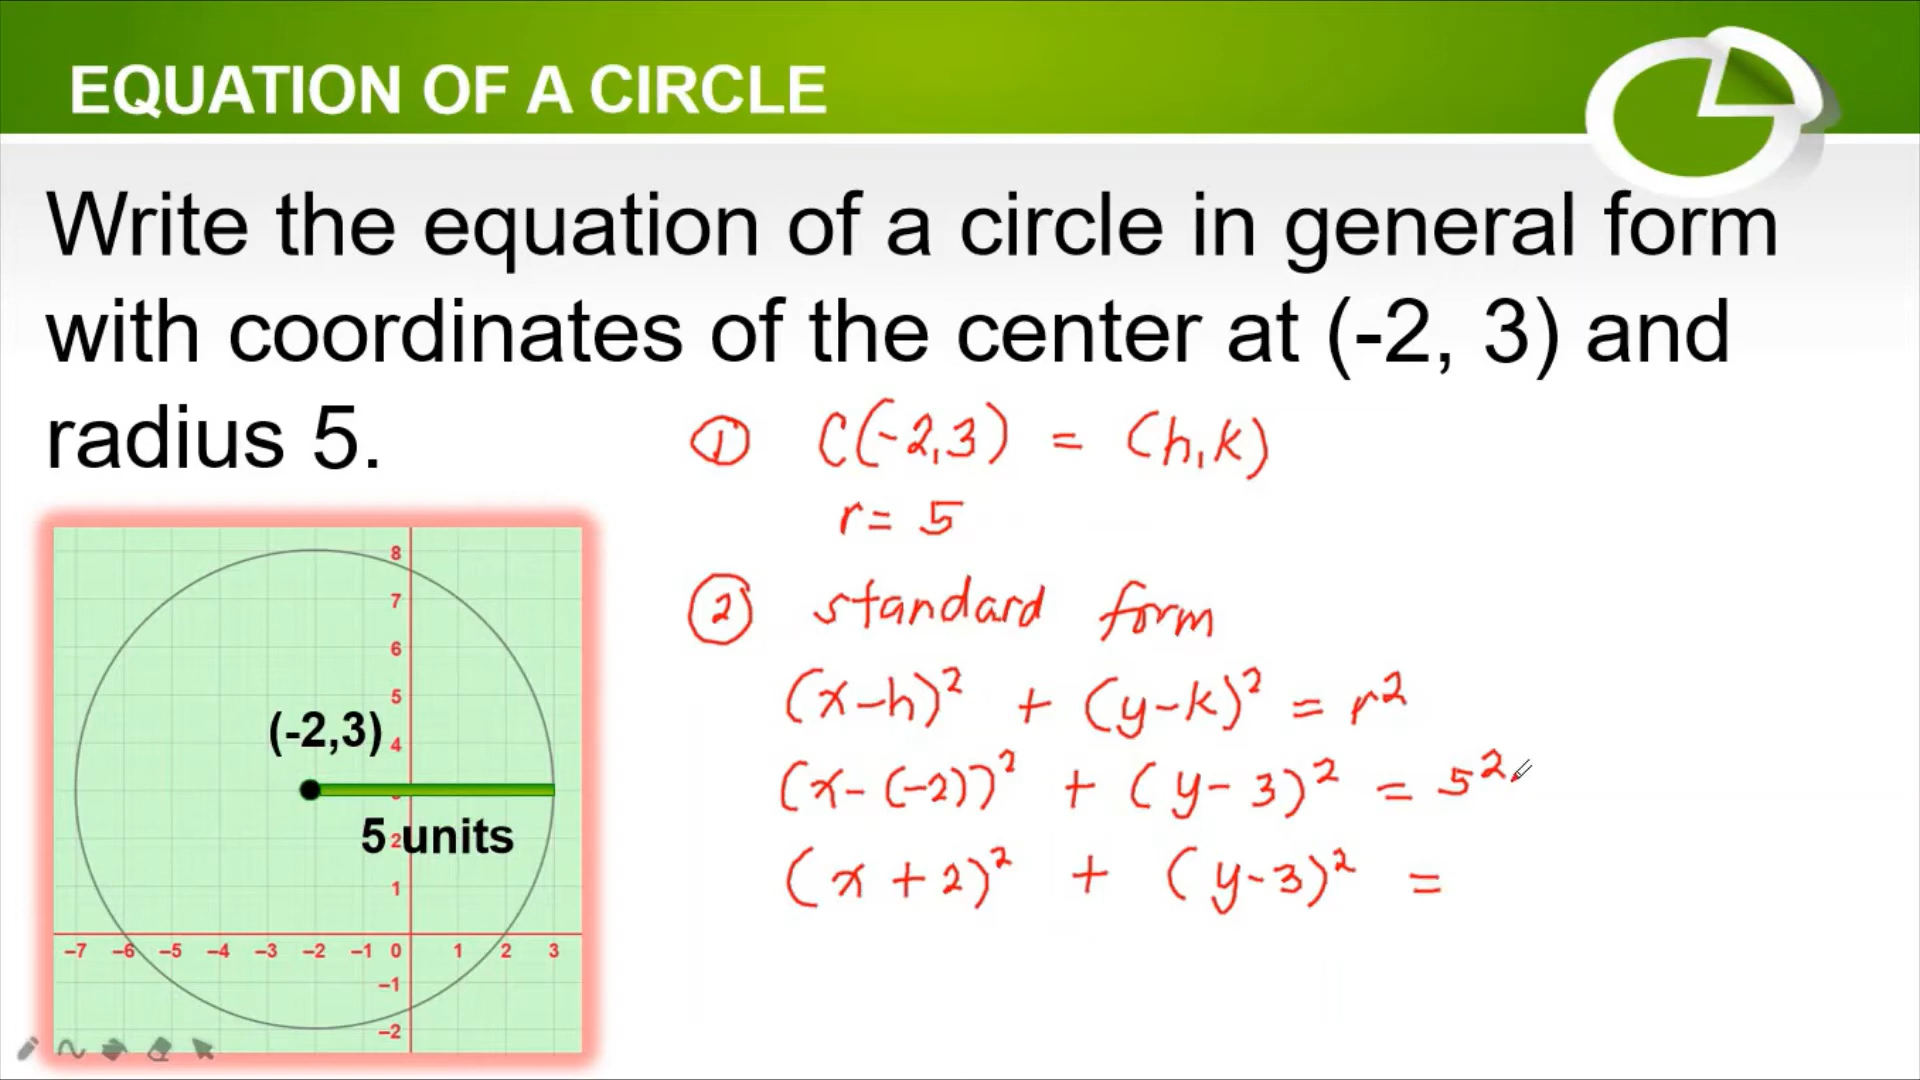 EQUATION OF A CIRCLE
Write the equation of a circle in general form
with coordinates of the center at (-2, 3) and
radius 5.
① C(-2,3) = (h,k)
r = 5
② standard form
(x-h)² + (y-k)² = r²
(x-(-2))² + (y-3)² = 5²
(x+2)² + (y-3)² =
8
7
6
5
(-2,3)
4
5 units
2
1
–7 –6 –5 –4 –3 –2 –1 0 1 2 3
–1
–2